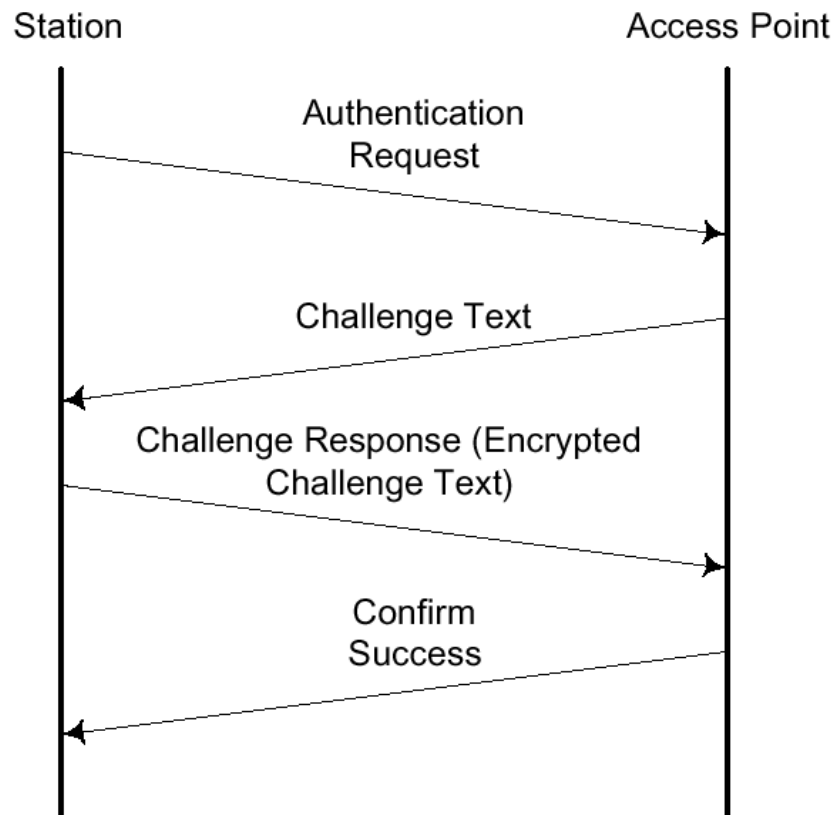 Station
Access Point
Authentication
Request
Challenge Text
Challenge Response (Encrypted
Challenge Text)
Confirm
Success